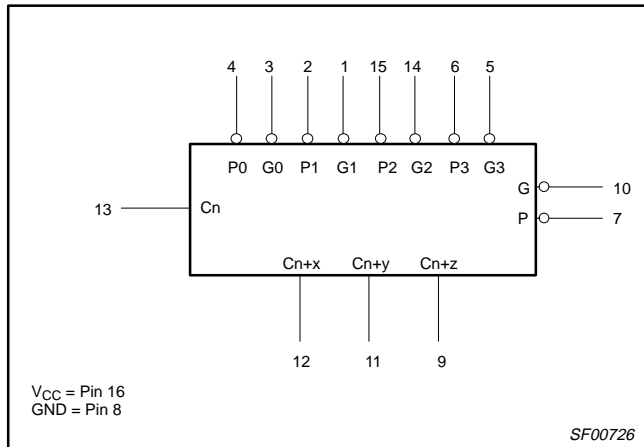 4 3 2 1 15 14 6 5
P0 G0 P1 G1 P2 G2 P3 G3
G 10
13 Cn
P 7
Cn+x Cn+y Cn+z
12 11 9
VCC = Pin 16
GND = Pin 8
SF00726